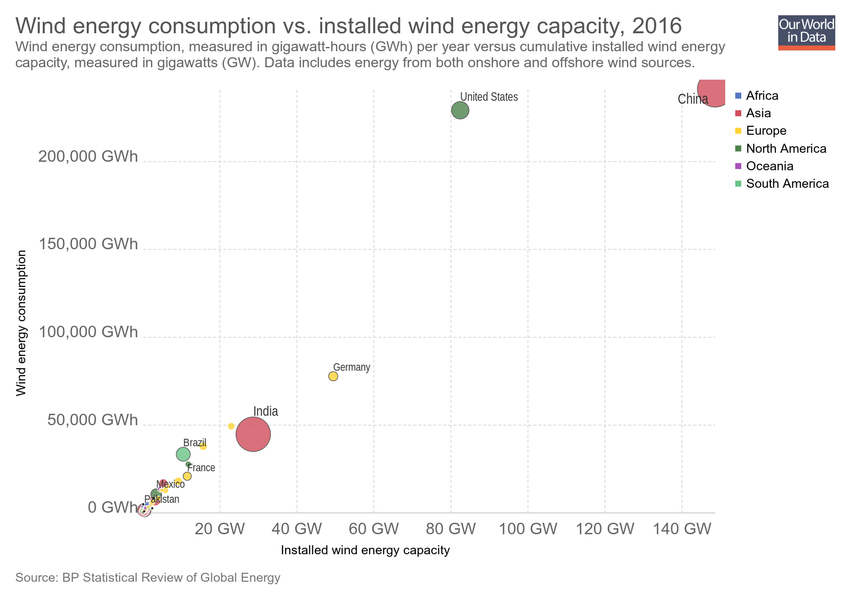 Wind energy consumption vs. installed wind energy capacity, 2016
Wind energy consumption, measured in gigawatt-hours (GWh) per year versus cumulative installed wind energy
capacity, measured in gigawatts (GW). Data includes energy from both onshore and offshore wind sources.
Our World
in Data
United States
China
Africa
Asia
Europe
North America
Oceania
South America
200,000 GWh
150,000 GWh
100,000 GWh
50,000 GWh
0 GWh
Wind energy consumption
Germany
India
Brazil
France
Mexico
Pakistan
20 GW
40 GW
60 GW
80 GW
100 GW
120 GW
140 GW
Installed wind energy capacity
Source: BP Statistical Review of Global Energy